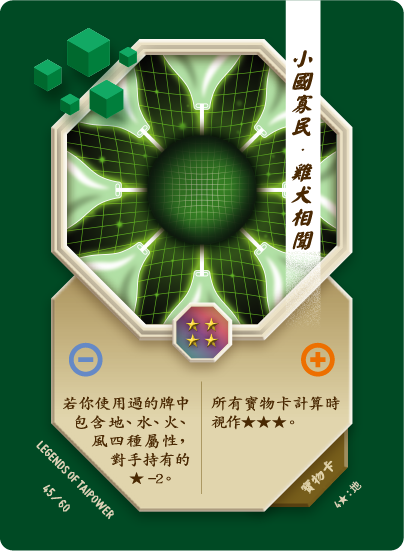 小國寡民·雞犬相聞
若你使用過的牌中
包含地、水、火、
風四種屬性，
對手持有的
★−2。
所有寶物卡計算時
視作★★★。
LEGENDS OF TAIPOWER
45/60
寶物卡
4★:地